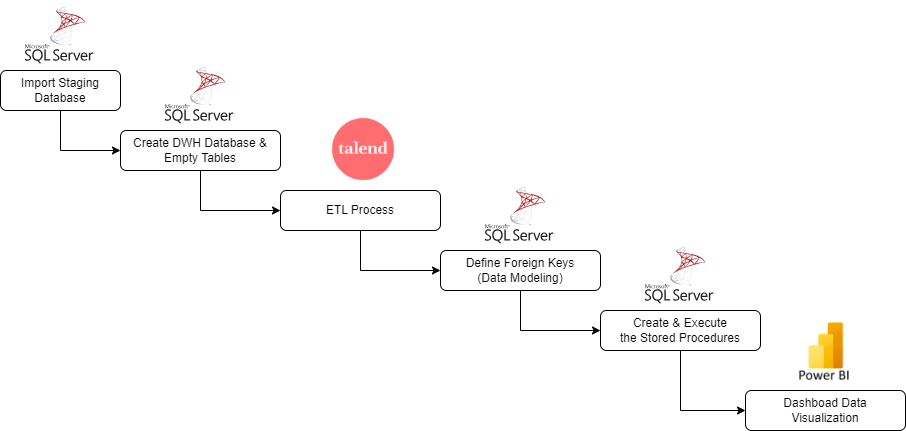 Microsoft®
SQL Server
Import Staging
Database
Microsoft®
SQL Server
Create DWH Database &
Empty Tables
talend
ETL Process
Microsoft®
SQL Server
Define Foreign Keys
(Data Modeling)
Microsoft®
SQL Server
Create & Execute
the Stored Procedures
Power BI
Dashboad Data
Visualization